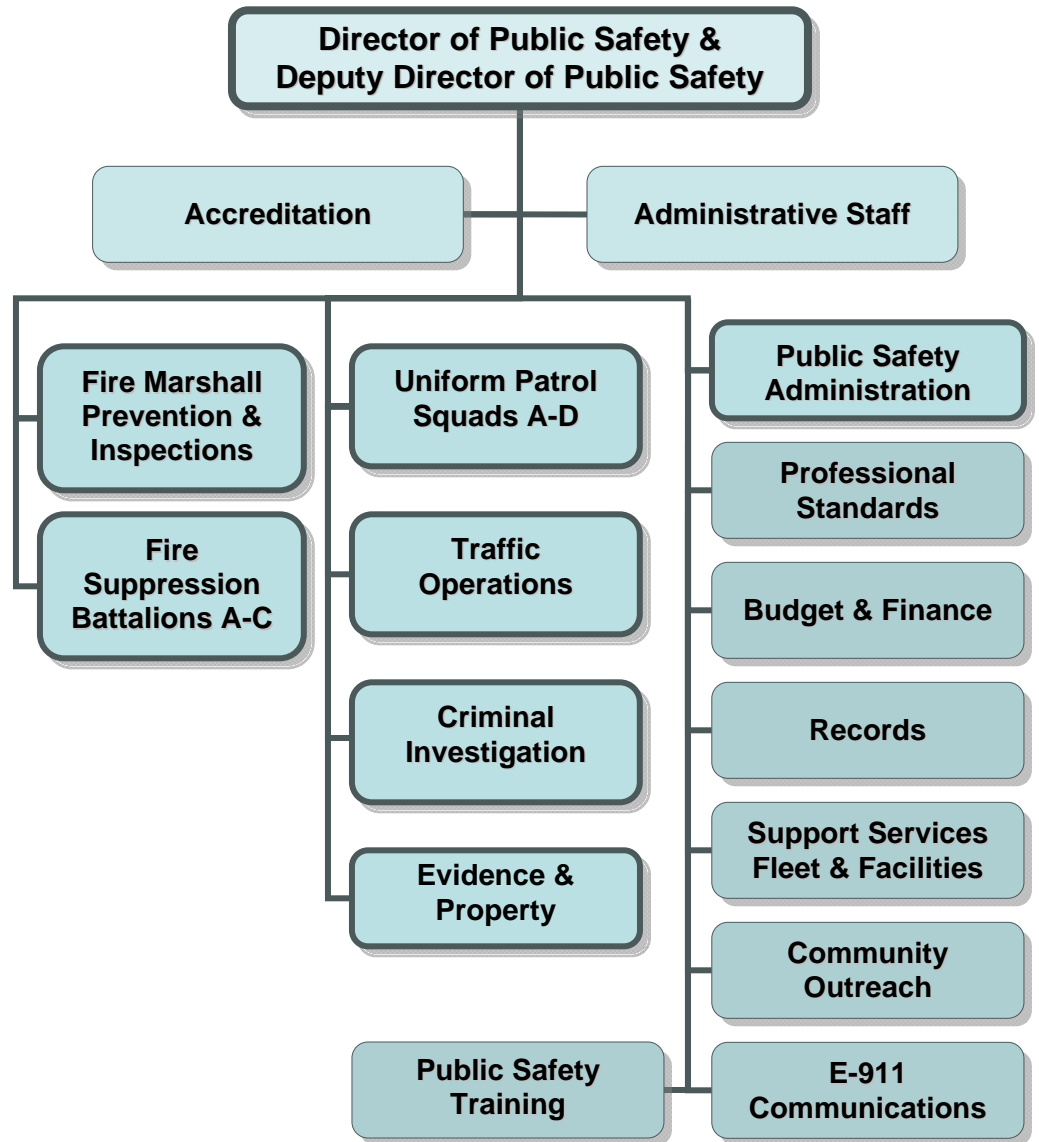 Director of Public Safety &
Deputy Director of Public Safety
Accreditation
Administrative Staff
Fire Marshall
Prevention &
Inspections
Fire
Suppression
Battalions A-C
Uniform Patrol
Squads A-D
Traffic
Operations
Criminal
Investigation
Evidence &
Property
Public Safety
Administration
Professional
Standards
Budget & Finance
Records
Support Services
Fleet & Facilities
Community
Outreach
Public Safety
Training
E-911
Communications